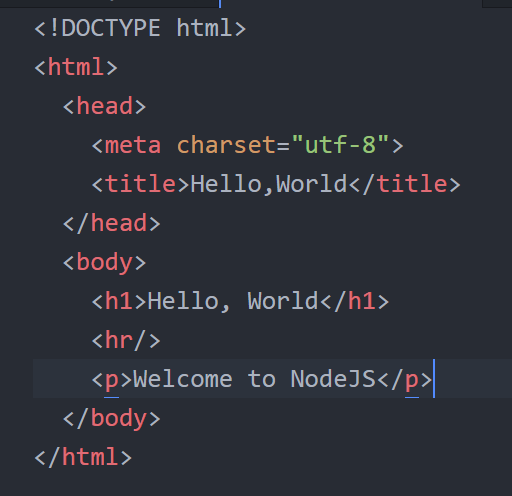 <!DOCTYPE html>
<html>
  <head>
    <meta charset="utf-8">
    <title>Hello,World</title>
  </head>
  <body>
    <h1>Hello, World</h1>
    <hr/>
    <p>Welcome to NodeJS</p>
  </body>
</html>